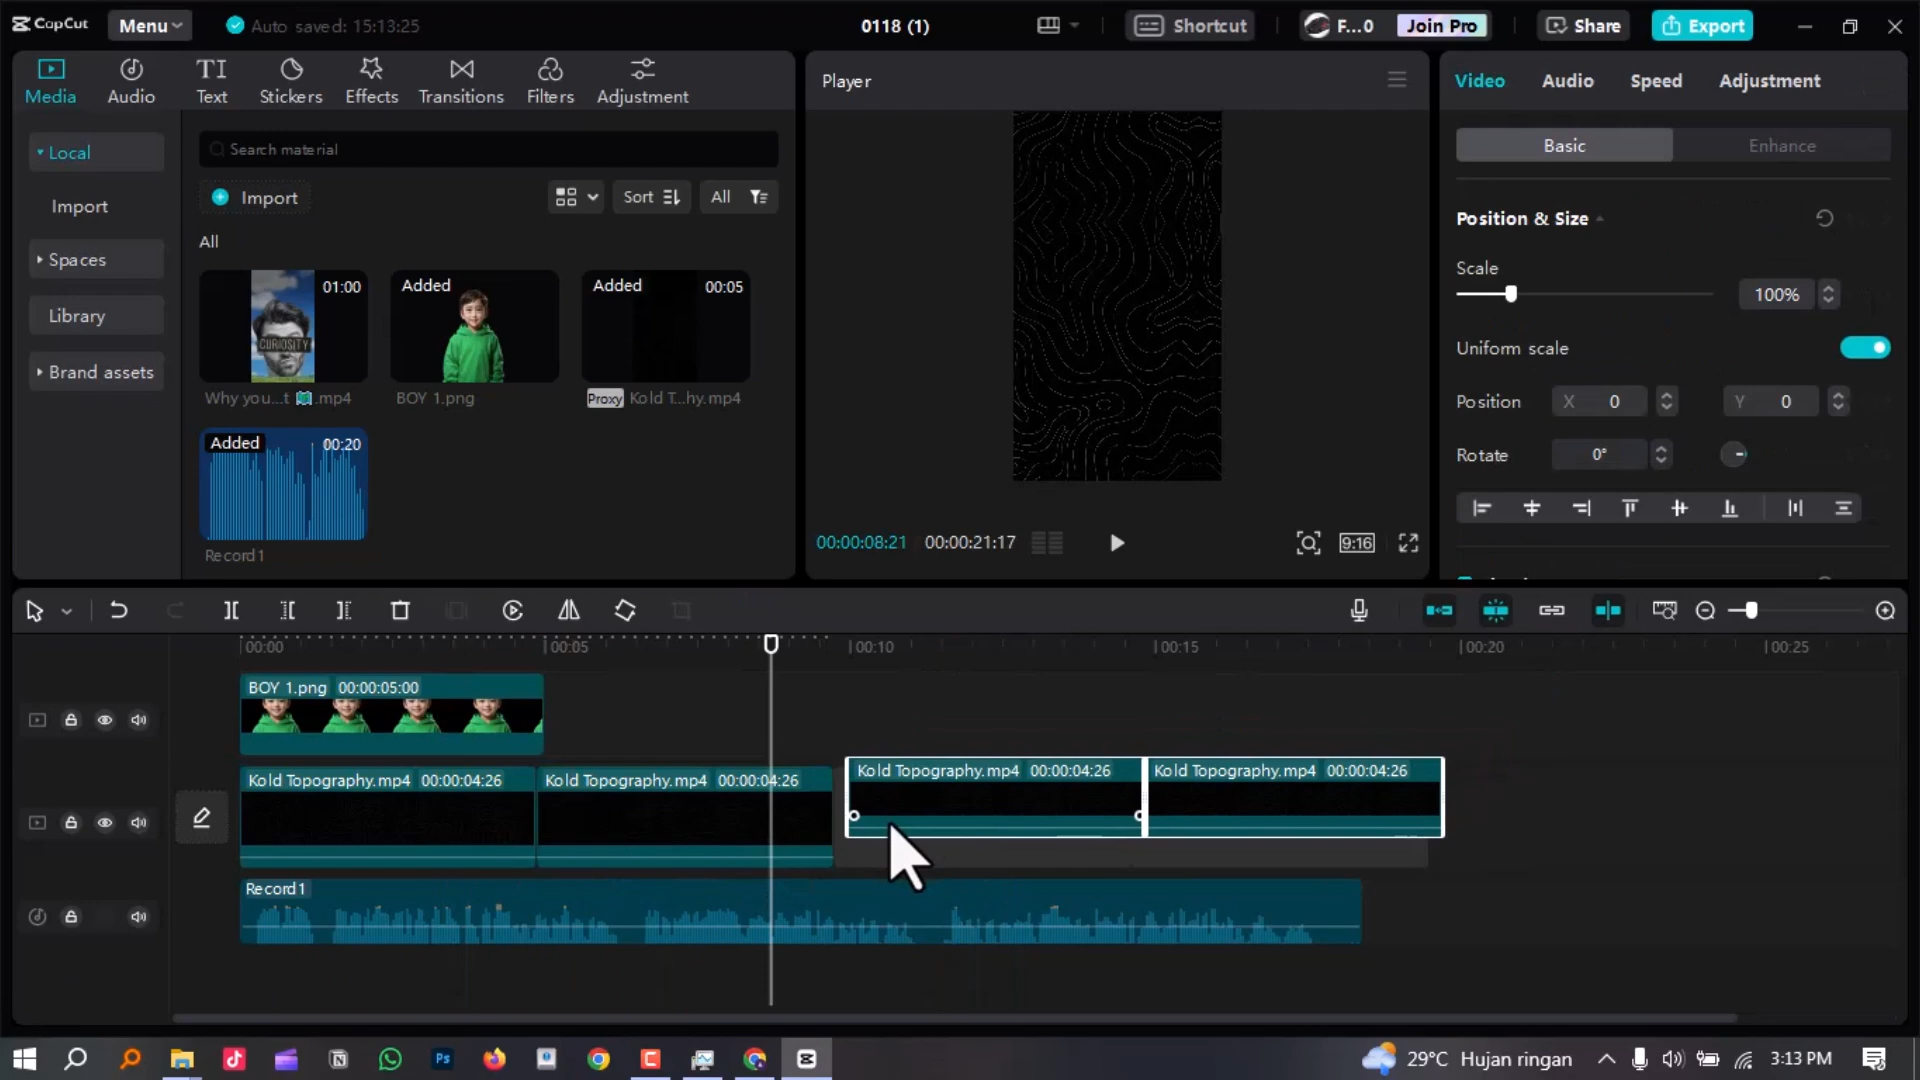 CapCut
Menu
Auto saved: 15:13:25
0118 (1)
Shortcut
F...0
Join Pro
Share
Export
Media
Audio
Text
Stickers
Effects
Transitions
Filters
Adjustment
Local
Import
Spaces
Library
Brand assets
Search material
Import
Sort
All
All
01:00
CURIOSITY
Why you...t .mp4
Added
BOY 1.png
Added
00:05
Proxy
Kold T...hy.mp4
Added
00:20
Record1
Player
00:00:08:21
00:00:21:17
9:16
Video
Audio
Speed
Adjustment
Basic
Enhance
Position & Size
Scale
100%
Uniform scale
Position
X 0
Y 0
Rotate
0°
00:00
00:05
00:10
00:15
00:20
00:25
BOY 1.png 00:00:05:00
Kold Topography.mp4 00:00:04:26
Kold Topography.mp4 00:00:04:26
Kold Topography.mp4 00:00:04:26
Kold Topography.mp4 00:00:04:26
Record1
Ps
29°C Hujan ringan
3:13 PM